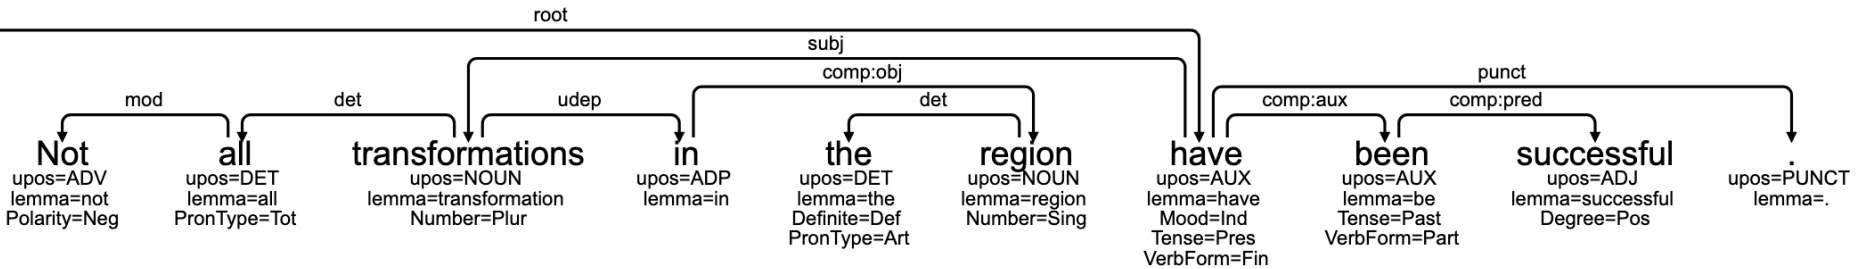 root
subj
comp:obj punct
mod det udep det comp:aux comp:pred
Not all transformations in the region have been successful .
upos=ADV upos=DET upos=NOUN upos=ADP upos=DET upos=NOUN upos=AUX upos=AUX upos=ADJ upos=PUNCT
lemma=not lemma=all lemma=transformation lemma=in lemma=the lemma=region lemma=have lemma=be lemma=successful lemma=.
Polarity=Neg PronType=Tot Number=Plur Definite=Def Number=Sing Mood=Ind Tense=Past Degree=Pos
PronType=Art Tense=Pres VerbForm=Part
VerbForm=Fin